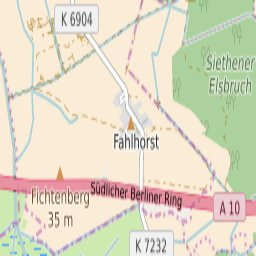 K 6904
Siethener
Elsbruch
Fahlhorst
Südlicher Berliner Ring
A 10
Fichtenberg
35 m
K 7232